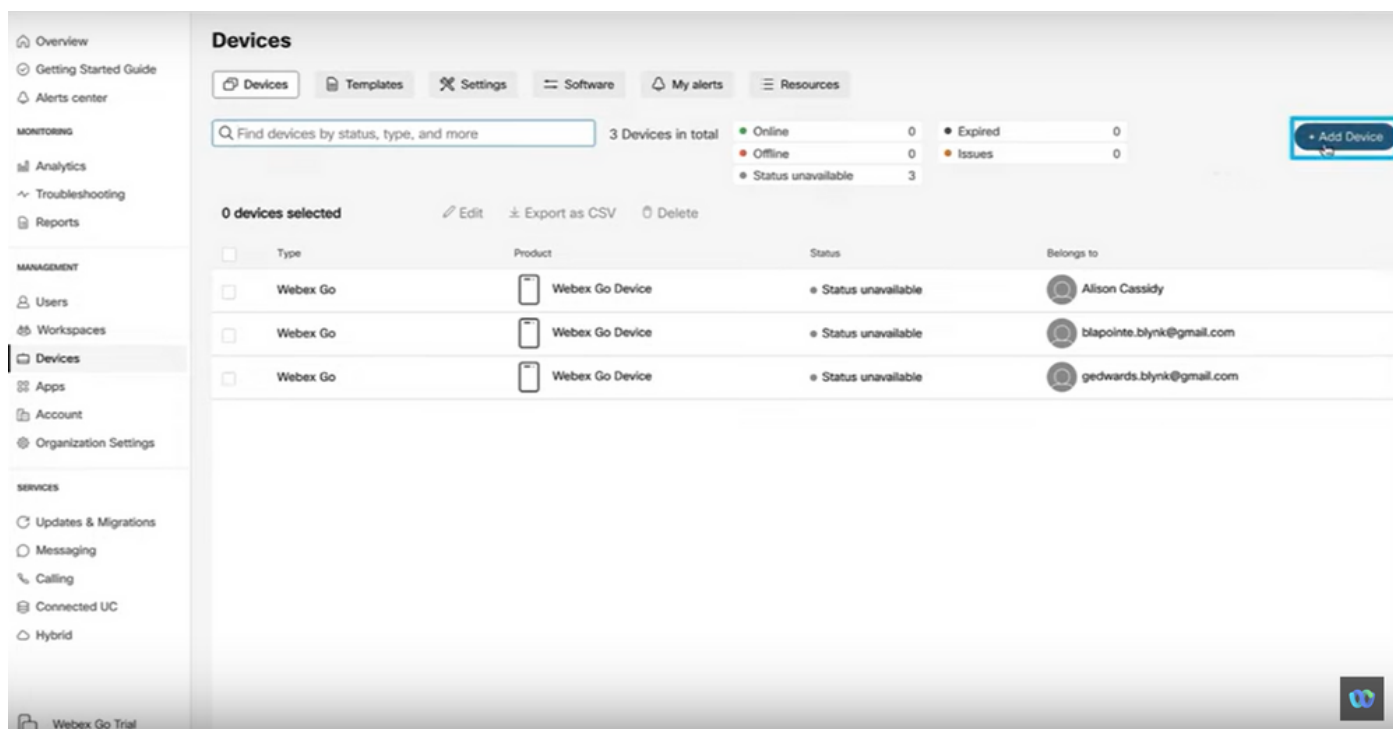 Overview
Getting Started Guide
Alerts center
MONITORING
Analytics
Troubleshooting
Reports
MANAGEMENT
Users
Workspaces
Devices
Apps
Account
Organization Settings
SERVICES
Updates & Migrations
Messaging
Calling
Connected UC
Hybrid
Webex Go Trial
Devices
Devices Templates Settings Software My alerts Resources
Find devices by status, type, and more 3 Devices in total
Online 0 Expired 0
Offline 0 Issues 0
Status unavailable 3
+ Add Device
0 devices selected Edit Export as CSV Delete
Type Product Status Belongs to
Webex Go Webex Go Device Status unavailable Alison Cassidy
Webex Go Webex Go Device Status unavailable blapointe.blynk@gmail.com
Webex Go Webex Go Device Status unavailable gedwards.blynk@gmail.com